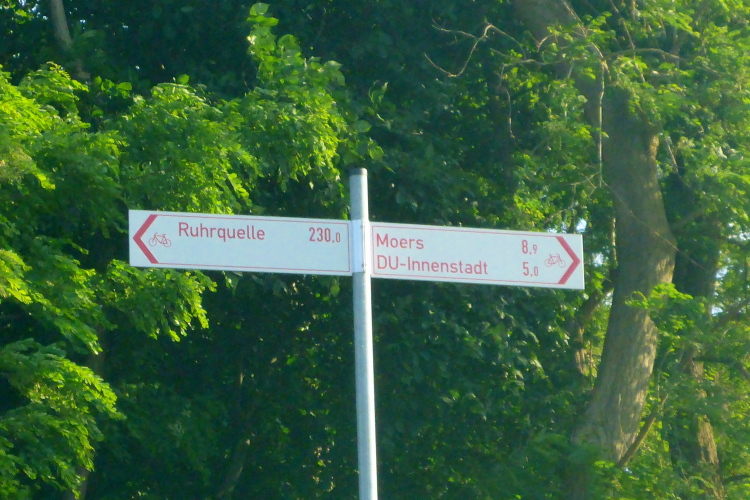 Ruhrquelle 230,0
Moers 8,9
DU-Innenstadt 5,0